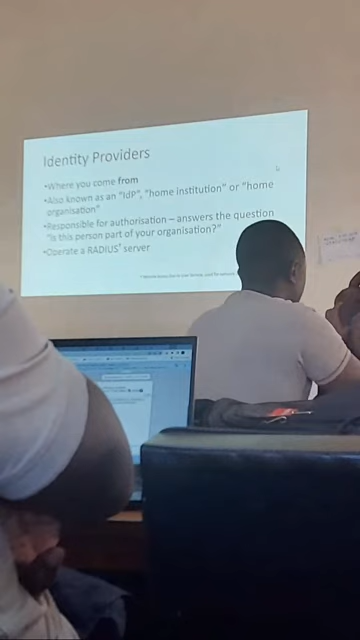 Identity Providers
•Where you come from
•Also known as an "IdP", "home institution" or "home
organisation"
•Responsible for authorisation – answers the question
"Is this person part of your organisation?"
•Operate a RADIUS† server